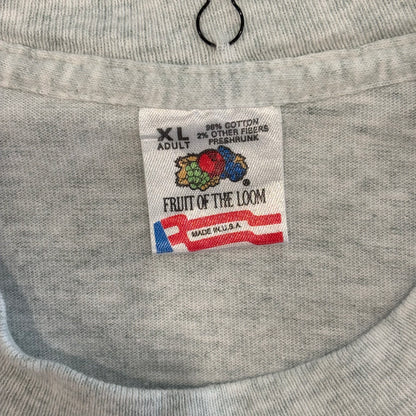 XL
ADULT
98% COTTON
2% OTHER FIBERS
PRESHRUNK
®
FRUIT OF THE LOOM
MADE IN U.S.A